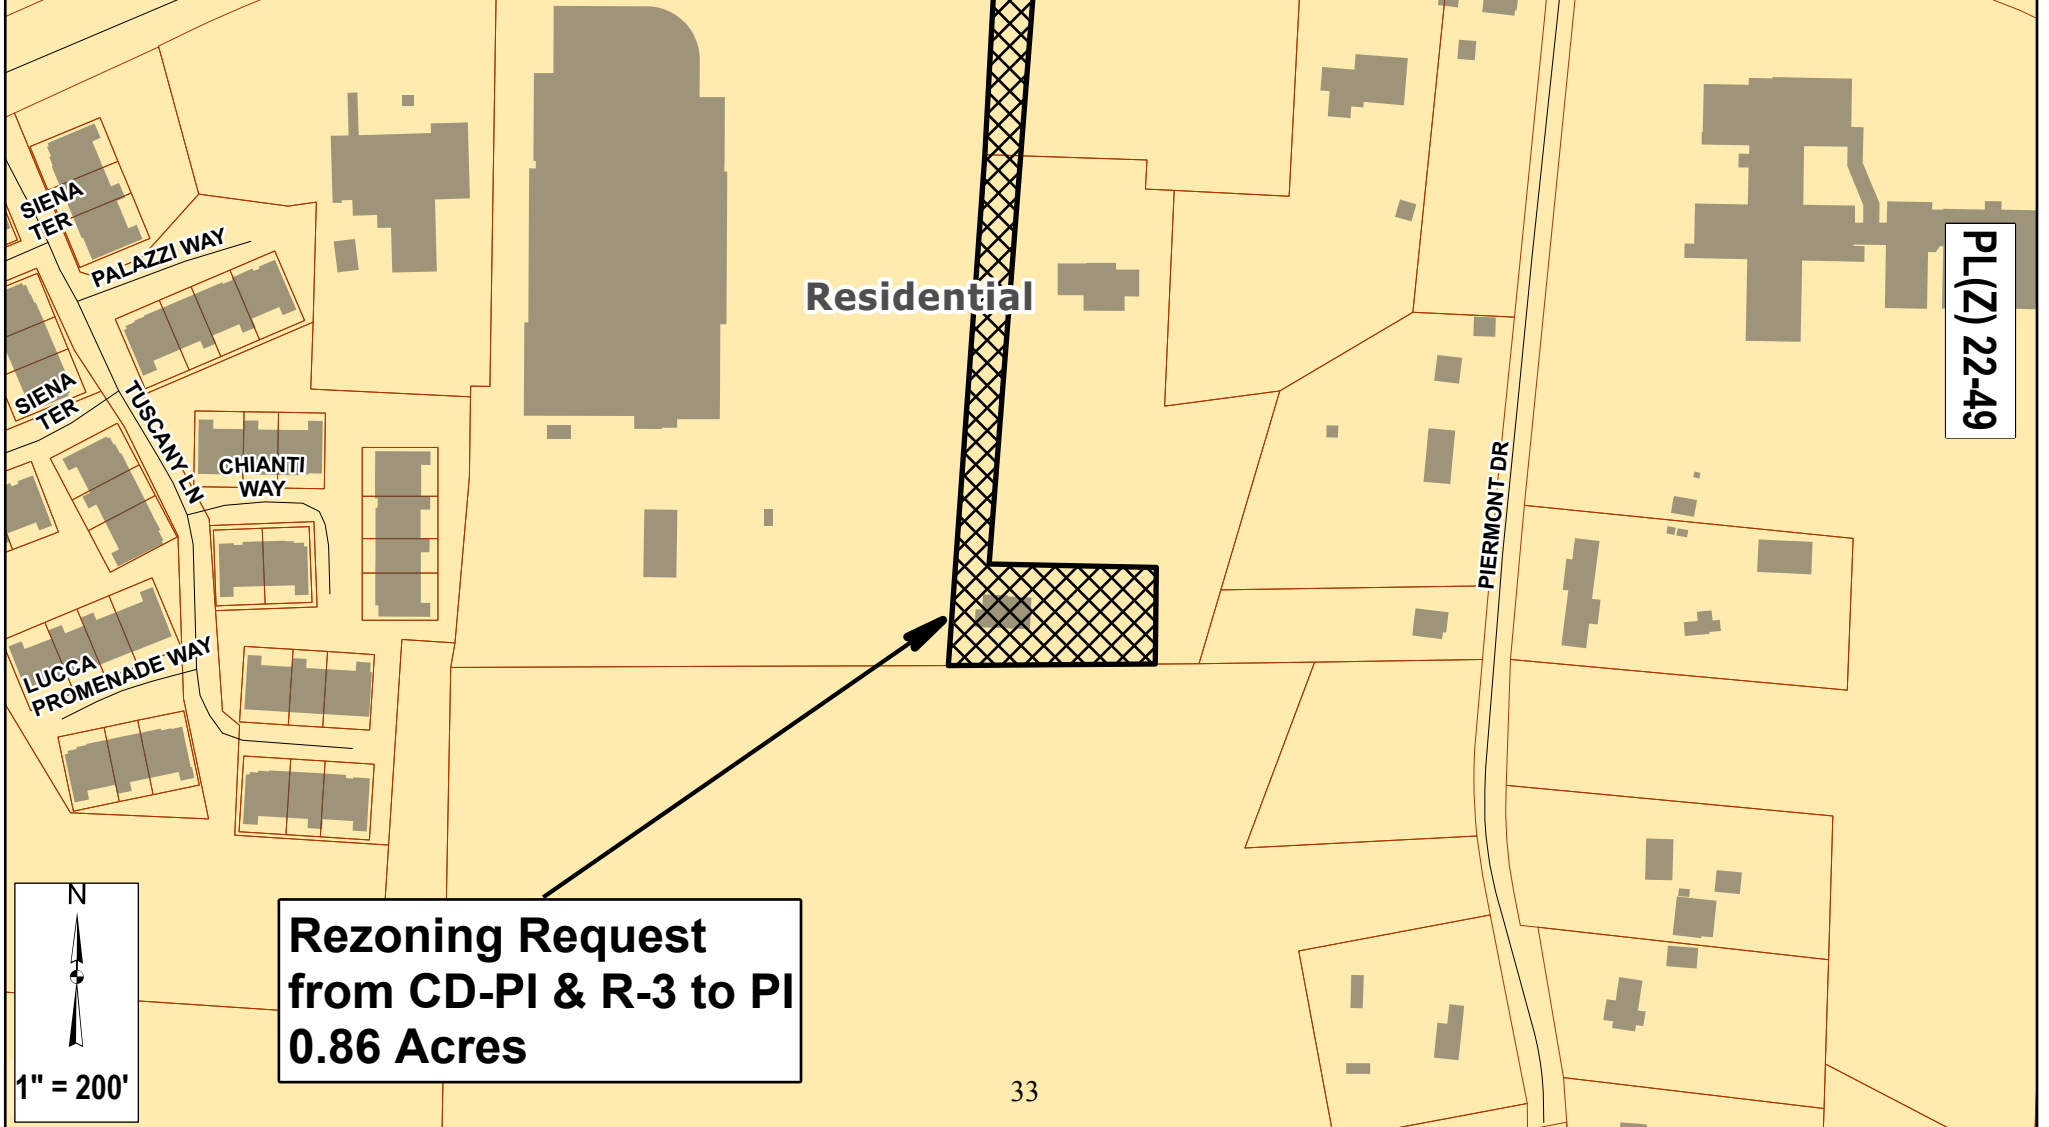 SIENA
TER
PALAZZI WAY
Residential
PL(Z) 22-49
SIENA
TER
TUSCANY LN
CHIANTI
WAY
PIERMONT DR
LUCCA
PROMENADE WAY
N
1" = 200'
Rezoning Request
from CD-PI & R-3 to PI
0.86 Acres
33